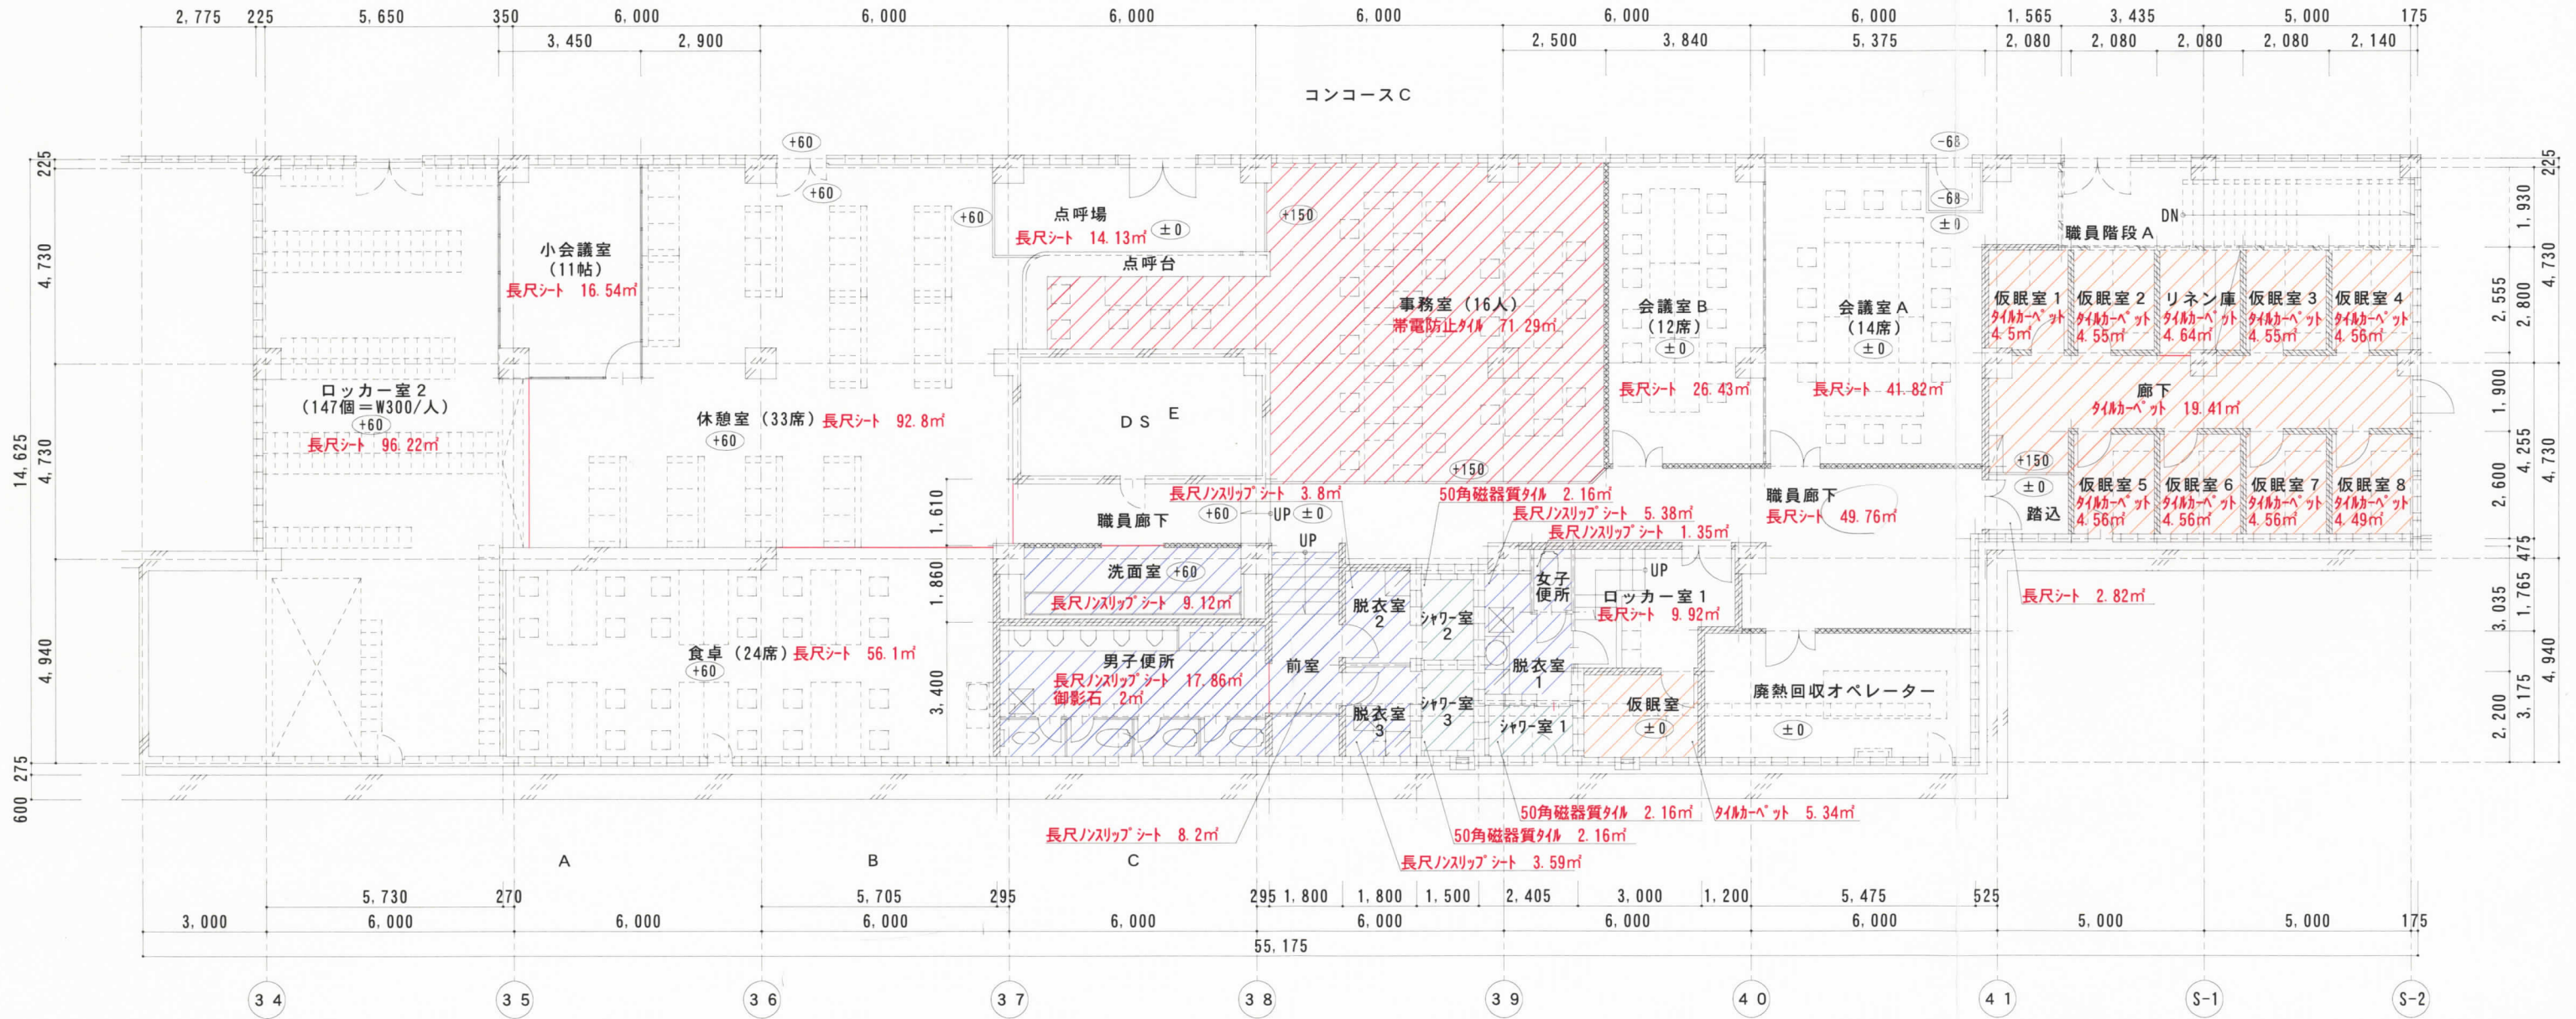 2,775 225 5,650 350 6,000 6,000 6,000 6,000 6,000 6,000 1,565 3,435 5,000 175
3,450 2,900 2,500 3,840 5,375 2,080 2,080 2,080 2,080 2,140
コンコースC
+60
+60
+60
-68
-68
±0
225
4,730
4,730
14,625
4,940
275
600
225
1,930
4,730
2,555
2,800
1,900
4,255
4,730
2,600
475
1,765
3,035
4,940
3,175
2,200
小会議室
(11帖)
長尺シート 16.54㎡
点呼場
長尺シート 14.13㎡
±0
点呼台
+150
事務室(16人)
帯電防止タイル 71.29㎡
+150
会議室B
(12席)
±0
長尺シート 26.43㎡
会議室A
(14席)
±0
長尺シート 41.82㎡
DN
職員階段A
仮眠室1
タイルカーペット
4.5㎡
仮眠室2
タイルカーペット
4.55㎡
リネン庫
タイルカーペット
4.64㎡
仮眠室3
タイルカーペット
4.55㎡
仮眠室4
タイルカーペット
4.56㎡
廊下
タイルカーペット 19.41㎡
ロッカー室2
(147個=W300/人)
+60
長尺シート 96.22㎡
休憩室(33席)長尺シート 92.8㎡
+60
DS E
1,610
1,860
3,400
職員廊下
+60 UP ±0
UP
長尺ノンスリップシート 3.8㎡
50角磁器質タイル 2.16㎡
長尺ノンスリップシート 5.38㎡
長尺ノンスリップシート 1.35㎡
職員廊下
長尺シート 49.76㎡
+150
±0
踏込
仮眠室5
タイルカーペット
4.56㎡
仮眠室6
タイルカーペット
4.56㎡
仮眠室7
タイルカーペット
4.56㎡
仮眠室8
タイルカーペット
4.49㎡
長尺シート 2.82㎡
洗面室 +60
長尺ノンスリップシート 9.12㎡
食卓(24席)長尺シート 56.1㎡
+60
男子便所
長尺ノンスリップシート 17.86㎡
御影石 2㎡
前室
脱衣室
2
脱衣室
3
シャワー室
2
シャワー室
3
女子
便所
脱衣室
1
シャワー室1
UP
ロッカー室1
長尺シート 9.92㎡
仮眠室
±0
廃熱回収オペレーター
±0
50角磁器質タイル 2.16㎡
タイルカーペット 5.34㎡
長尺ノンスリップシート 8.2㎡
50角磁器質タイル 2.16㎡
長尺ノンスリップシート 3.59㎡
A B C
5,730 270 5,705 295 295 1,800 1,800 1,500 2,405 3,000 1,200 5,475 525
3,000 6,000 6,000 6,000 6,000 6,000 6,000 6,000 5,000 5,000 175
55,175
34 35 36 37 38 39 40 41 S-1 S-2